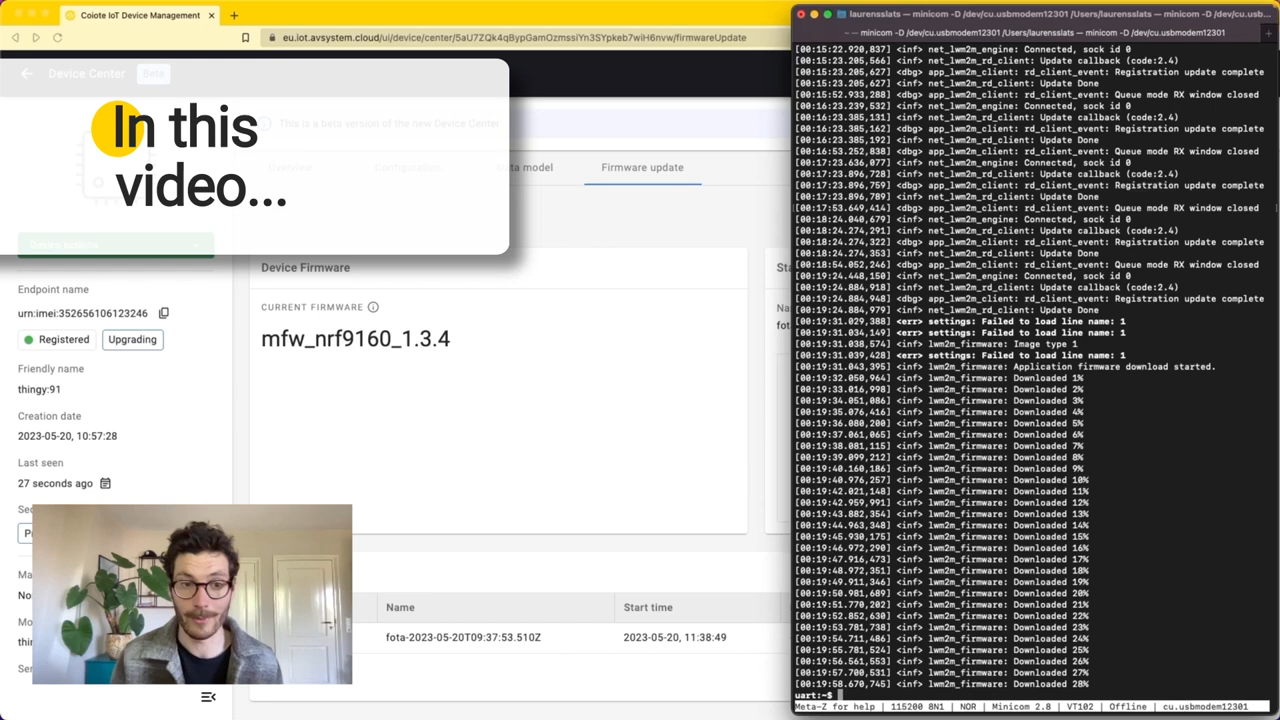 Coiote IoT Device Management
eu.iot.avsystem.cloud/ui/device/center/5aU7ZQk4qBypGamOzmssiYn3SYpkeb7wiH6nvw/firmwareUpdate
Device Center
Beta
This is a beta version of the new Device Center
In this
video...
Overview
Configuration
Data model
Firmware update
Device actions
Endpoint name
urn:imei:352656106123246
Registered
Upgrading
Friendly name
thingy:91
Creation date
2023-05-20, 10:57:28
Last seen
27 seconds ago
Device Firmware
CURRENT FIRMWARE
mfw_nrf9160_1.3.4
Name
Start time
fota-2023-05-20T09:37:53.510Z
2023-05-20, 11:38:49
laurensslats — minicom -D /dev/cu.usbmodem12301 /Users/laurensslats — minicom -D /dev/cu.usb...
~ — minicom -D /dev/cu.usbmodem12301 /Users/laurensslats — minicom -D /dev/cu.usbmodem12301
[00:15:22.920,837] <inf> net_lwm2m_engine: Connected, sock id 0
[00:15:23.205,566] <inf> net_lwm2m_rd_client: Update callback (code:2.4)
[00:15:23.205,627] <dbg> app_lwm2m_client: rd_client_event: Registration update complete
[00:15:23.205,627] <inf> net_lwm2m_rd_client: Update Done
[00:15:52.933,288] <dbg> app_lwm2m_client: rd_client_event: Queue mode RX window closed
[00:16:23.239,532] <inf> net_lwm2m_engine: Connected, sock id 0
[00:16:23.385,131] <inf> net_lwm2m_rd_client: Update callback (code:2.4)
[00:16:23.385,162] <dbg> app_lwm2m_client: rd_client_event: Registration update complete
[00:16:23.385,192] <inf> net_lwm2m_rd_client: Update Done
[00:16:53.252,838] <dbg> app_lwm2m_client: rd_client_event: Queue mode RX window closed
[00:17:23.636,077] <inf> net_lwm2m_engine: Connected, sock id 0
[00:17:23.896,728] <inf> net_lwm2m_rd_client: Update callback (code:2.4)
[00:17:23.896,759] <dbg> app_lwm2m_client: rd_client_event: Registration update complete
[00:17:23.896,789] <inf> net_lwm2m_rd_client: Update Done
[00:17:53.649,414] <dbg> app_lwm2m_client: rd_client_event: Queue mode RX window closed
[00:18:24.040,679] <inf> net_lwm2m_engine: Connected, sock id 0
[00:18:24.274,291] <inf> net_lwm2m_rd_client: Update callback (code:2.4)
[00:18:24.274,322] <dbg> app_lwm2m_client: rd_client_event: Registration update complete
[00:18:24.274,353] <inf> net_lwm2m_rd_client: Update Done
[00:18:54.052,246] <dbg> app_lwm2m_client: rd_client_event: Queue mode RX window closed
[00:19:24.448,150] <inf> net_lwm2m_engine: Connected, sock id 0
[00:19:24.884,918] <inf> net_lwm2m_rd_client: Update callback (code:2.4)
[00:19:24.884,948] <dbg> app_lwm2m_client: rd_client_event: Registration update complete
[00:19:24.884,979] <inf> net_lwm2m_rd_client: Update Done
[00:19:31.029,388] <err> settings: Failed to load line name: 1
[00:19:31.034,149] <err> settings: Failed to load line name: 1
[00:19:31.038,574] <inf> lwm2m_firmware: Image type 1
[00:19:31.039,428] <err> settings: Failed to load line name: 1
[00:19:31.043,395] <inf> lwm2m_firmware: Application firmware download started.
[00:19:32.050,964] <inf> lwm2m_firmware: Downloaded 1%
[00:19:33.016,998] <inf> lwm2m_firmware: Downloaded 2%
[00:19:34.051,086] <inf> lwm2m_firmware: Downloaded 3%
[00:19:35.076,416] <inf> lwm2m_firmware: Downloaded 4%
[00:19:36.080,200] <inf> lwm2m_firmware: Downloaded 5%
[00:19:37.061,065] <inf> lwm2m_firmware: Downloaded 6%
[00:19:38.081,115] <inf> lwm2m_firmware: Downloaded 7%
[00:19:39.099,212] <inf> lwm2m_firmware: Downloaded 8%
[00:19:40.160,186] <inf> lwm2m_firmware: Downloaded 9%
[00:19:40.976,257] <inf> lwm2m_firmware: Downloaded 10%
[00:19:42.021,148] <inf> lwm2m_firmware: Downloaded 11%
[00:19:42.959,991] <inf> lwm2m_firmware: Downloaded 12%
[00:19:43.882,354] <inf> lwm2m_firmware: Downloaded 13%
[00:19:44.963,348] <inf> lwm2m_firmware: Downloaded 14%
[00:19:45.930,175] <inf> lwm2m_firmware: Downloaded 15%
[00:19:46.972,290] <inf> lwm2m_firmware: Downloaded 16%
[00:19:47.916,473] <inf> lwm2m_firmware: Downloaded 17%
[00:19:48.972,351] <inf> lwm2m_firmware: Downloaded 18%
[00:19:49.911,346] <inf> lwm2m_firmware: Downloaded 19%
[00:19:50.981,689] <inf> lwm2m_firmware: Downloaded 20%
[00:19:51.770,202] <inf> lwm2m_firmware: Downloaded 21%
[00:19:52.852,630] <inf> lwm2m_firmware: Downloaded 22%
[00:19:53.781,738] <inf> lwm2m_firmware: Downloaded 23%
[00:19:54.711,486] <inf> lwm2m_firmware: Downloaded 24%
[00:19:55.781,524] <inf> lwm2m_firmware: Downloaded 25%
[00:19:56.561,553] <inf> lwm2m_firmware: Downloaded 26%
[00:19:57.700,531] <inf> lwm2m_firmware: Downloaded 27%
[00:19:58.670,745] <inf> lwm2m_firmware: Downloaded 28%
uart:~$
Meta-Z for help | 115200 8N1 | NOR | Minicom 2.8 | VT102 | Offline | cu.usbmodem12301